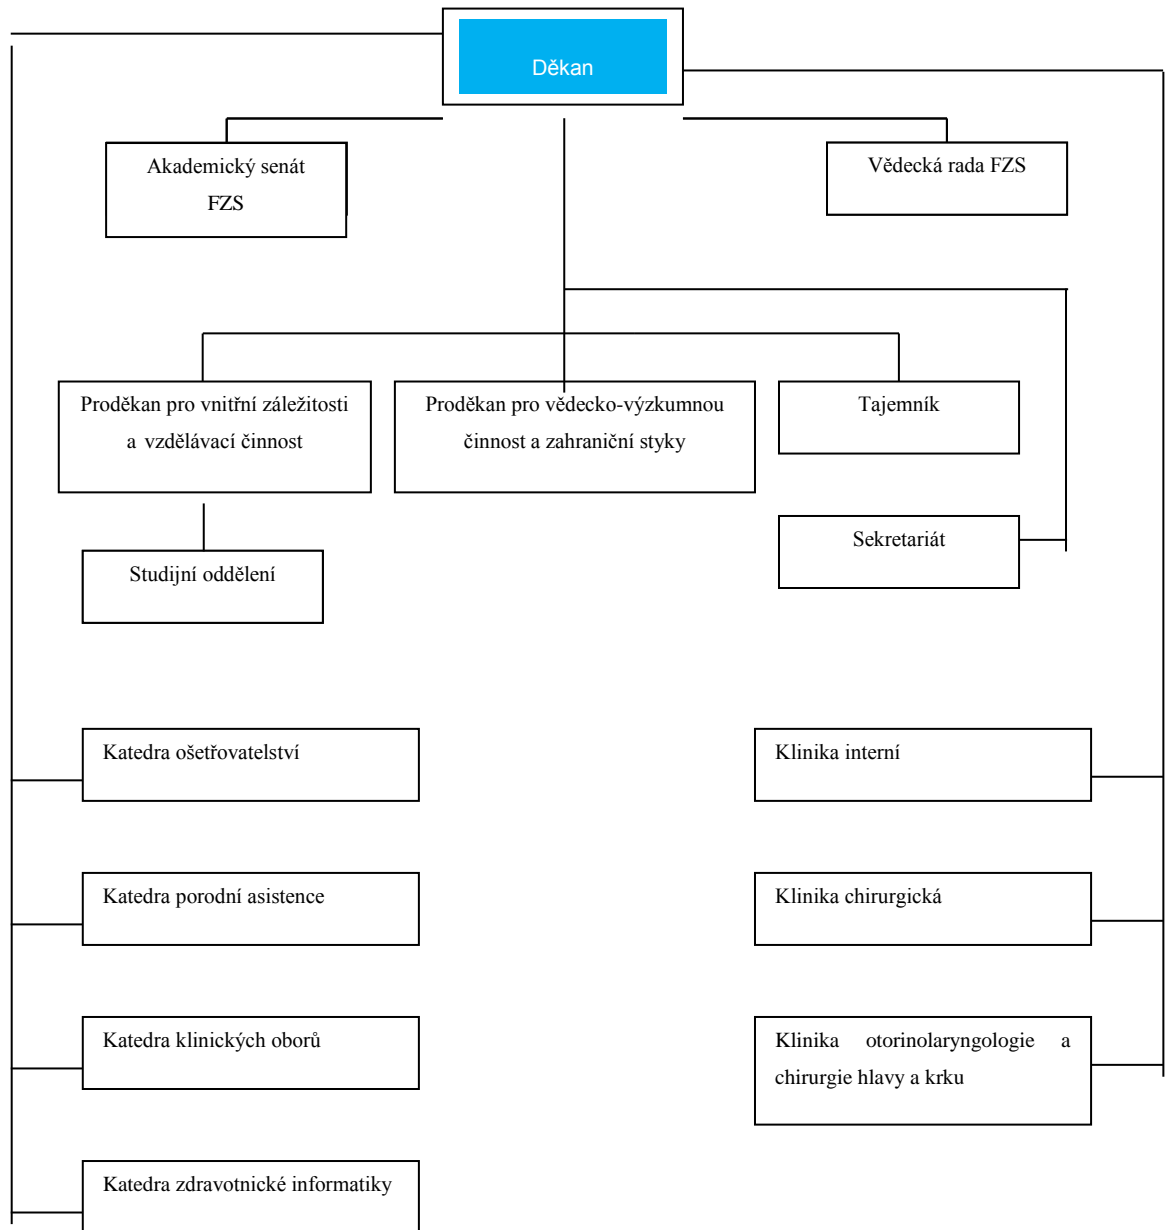 Děkan
Akademický senát
FZS
Vědecká rada FZS
Proděkan pro vnitřní záležitosti
a vzdělávací činnost
Proděkan pro vědecko-výzkumnou
činnost a zahraniční styky
Tajemník
Sekretariát
Studijní oddělení
Katedra ošetřovatelství
Klinika interní
Katedra porodní asistence
Klinika chirurgická
Katedra klinických oborů
Klinika otorinolaryngologie a
chirurgie hlavy a krku
Katedra zdravotnické informatiky